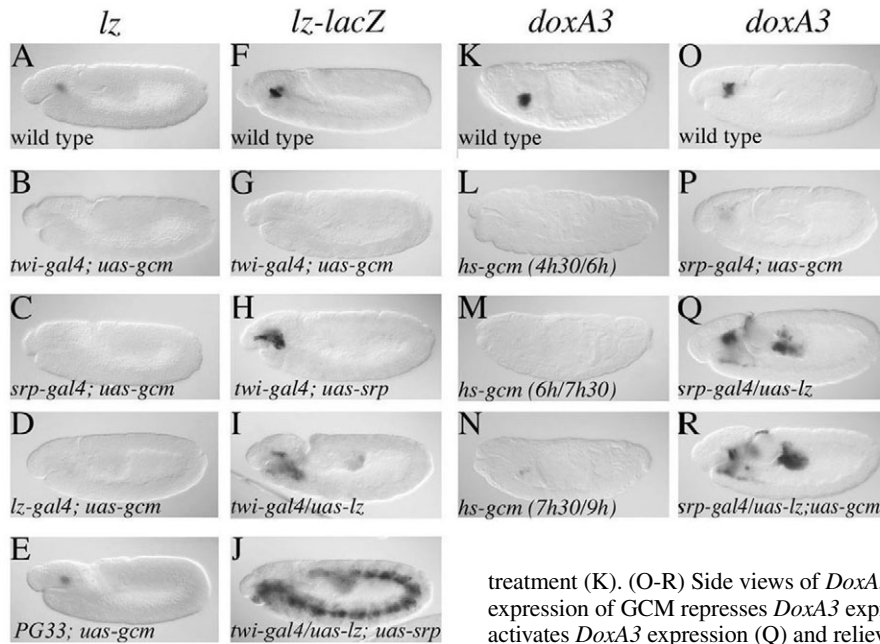 lz lz-lacZ doxA3 doxA3
A F K O
wild type wild type wild type wild type
B G L P
twi-gal4; uas-gcm twi-gal4; uas-gcm hs-gcm (4h30/6h) srp-gal4; uas-gcm
C H M Q
srp-gal4; uas-gcm twi-gal4; uas-srp hs-gcm (6h/7h30) srp-gal4/uas-lz
D I N R
lz-gal4; uas-gcm twi-gal4/uas-lz hs-gcm (7h30/9h) srp-gal4/uas-lz;uas-gcm
E J
PG33; uas-gcm twi-gal4/uas-lz; uas-srp
treatment (K). (O-R) Side views of DoxA
expression of GCM represses DoxA3 expr
activates DoxA3 expression (Q) and reliev